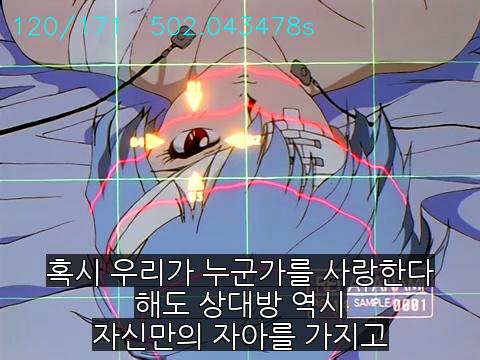 120/171 502.043478s
혹시 우리가 누군가를 사랑한다
해도 상대방 역시
자신만의 자아를 가지고
SAMPLE 0001